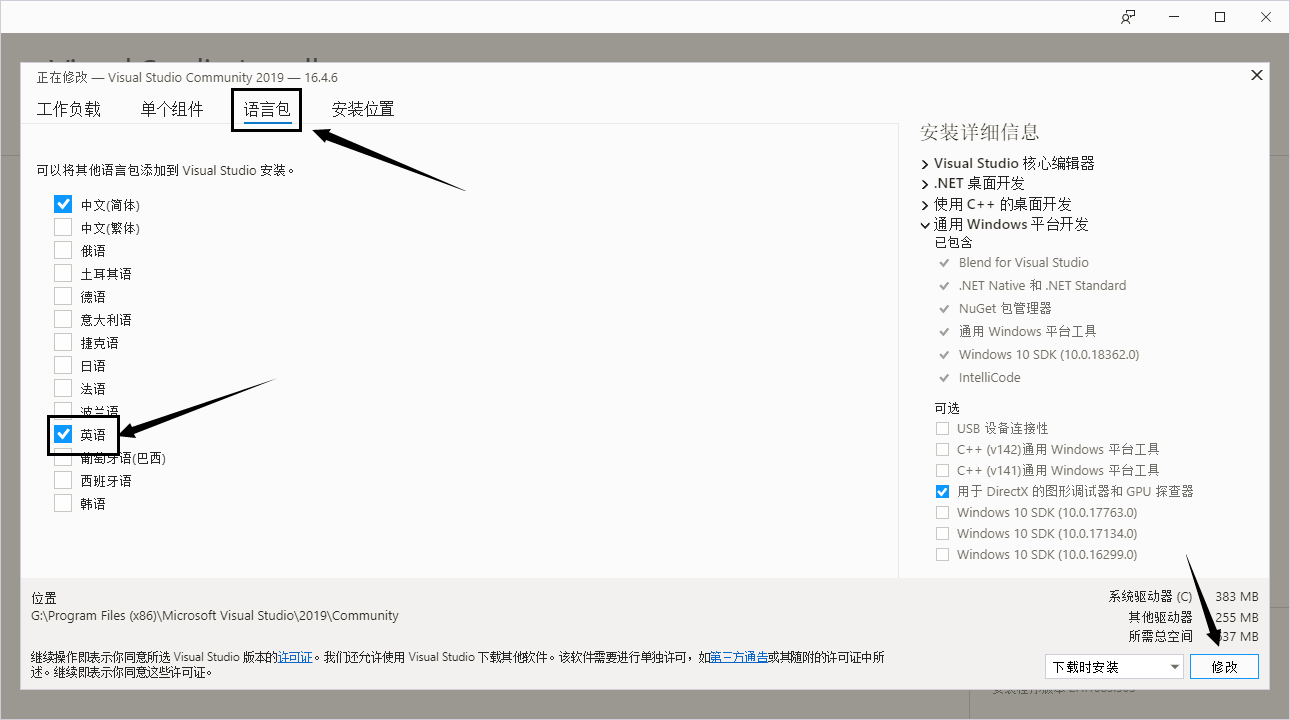 正在修改 — Visual Studio Community 2019 — 16.4.6
工作负载 单个组件 语言包 安装位置
可以将其他语言包添加到 Visual Studio 安装。
中文(简体)
中文(繁体)
俄语
土耳其语
德语
意大利语
捷克语
日语
法语
波兰语
英语
葡萄牙语(巴西)
西班牙语
韩语
安装详细信息
Visual Studio 核心编辑器
.NET 桌面开发
使用 C++ 的桌面开发
通用 Windows 平台开发
已包含
Blend for Visual Studio
.NET Native 和 .NET Standard
NuGet 包管理器
通用 Windows 平台工具
Windows 10 SDK (10.0.18362.0)
IntelliCode
可选
USB 设备连接性
C++ (v142)通用 Windows 平台工具
C++ (v141)通用 Windows 平台工具
用于 DirectX 的图形调试器和 GPU 探查器
Windows 10 SDK (10.0.17763.0)
Windows 10 SDK (10.0.17134.0)
Windows 10 SDK (10.0.16299.0)
位置
G:\Program Files (x86)\Microsoft Visual Studio\2019\Community
系统驱动器 (C) 383 MB
其他驱动器 255 MB
所需总空间 MB
继续操作即表示你同意所选 Visual Studio 版本的许可证。我们还允许使用 Visual Studio 下载其他软件。该软件需要进行单独许可，如第三方通告或其随附的许可证中所
述。继续即表示你同意这些许可证。
下载时安装 修改